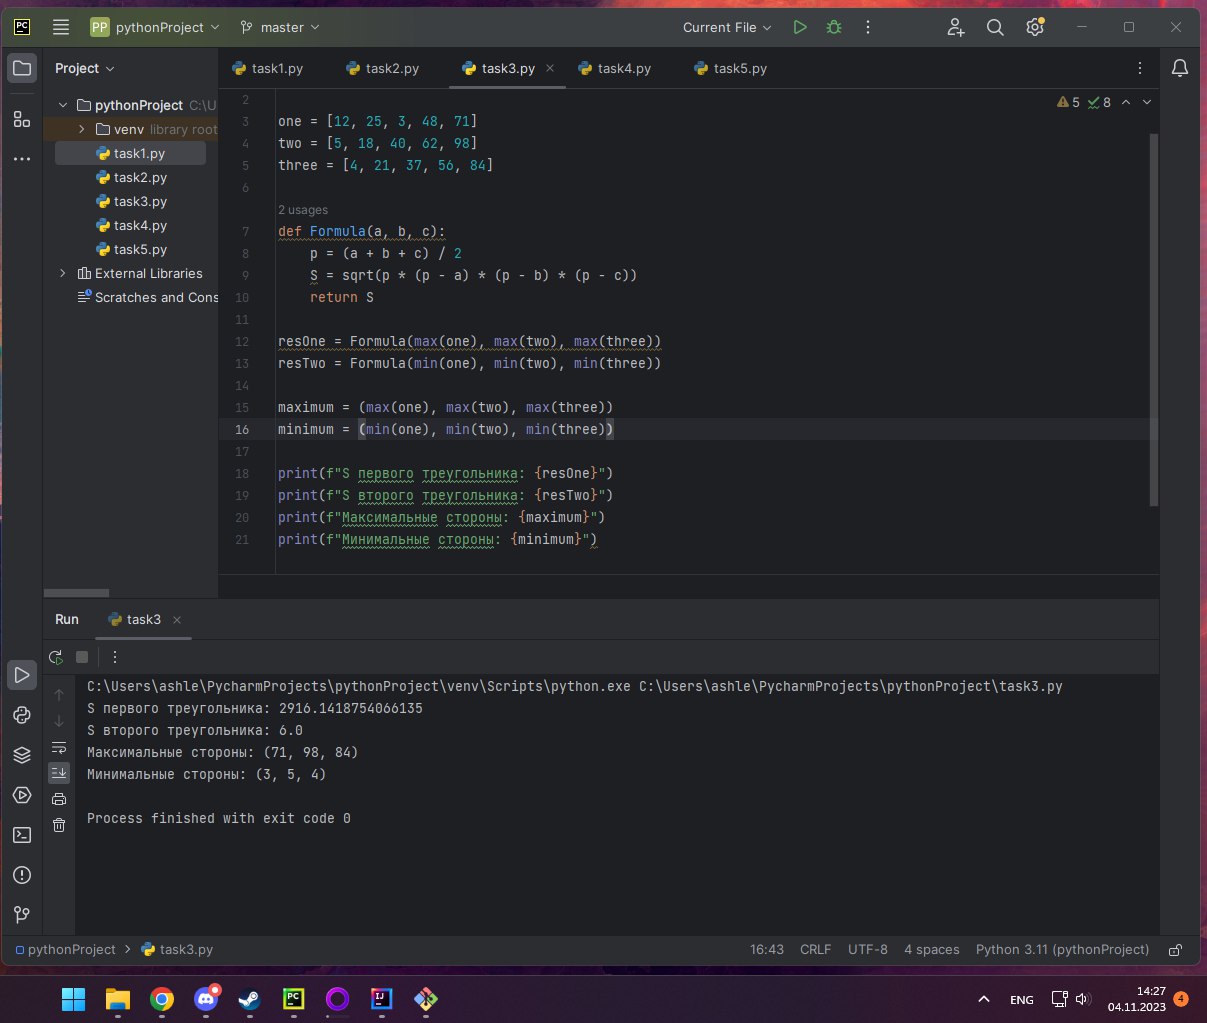 PC
PP pythonProject
master
Current File
Project
task1.py
task2.py
task3.py
task4.py
task5.py
pythonProject C:\U
venv library root
task1.py
task2.py
task3.py
task4.py
task5.py
External Libraries
Scratches and Cons
5 8
2
3 one = [12, 25, 3, 48, 71]
4 two = [5, 18, 40, 62, 98]
5 three = [4, 21, 37, 56, 84]
6
2 usages
7 def Formula(a, b, c):
8 p = (a + b + c) / 2
9 S = sqrt(p * (p - a) * (p - b) * (p - c))
10 return S
11
12 resOne = Formula(max(one), max(two), max(three))
13 resTwo = Formula(min(one), min(two), min(three))
14
15 maximum = (max(one), max(two), max(three))
16 minimum = (min(one), min(two), min(three))
17
18 print(f"S первого треугольника: {resOne}")
19 print(f"S второго треугольника: {resTwo}")
20 print(f"Максимальные стороны: {maximum}")
21 print(f"Минимальные стороны: {minimum}")
Run
task3
C:\Users\ashle\PycharmProjects\pythonProject\venv\Scripts\python.exe C:\Users\ashle\PycharmProjects\pythonProject\task3.py
S первого треугольника: 2916.1418754066135
S второго треугольника: 6.0
Максимальные стороны: (71, 98, 84)
Минимальные стороны: (3, 5, 4)
Process finished with exit code 0
pythonProject > task3.py
16:43 CRLF UTF-8 4 spaces Python 3.11 (pythonProject)
PC
IJ
ENG
14:27
04.11.2023
4